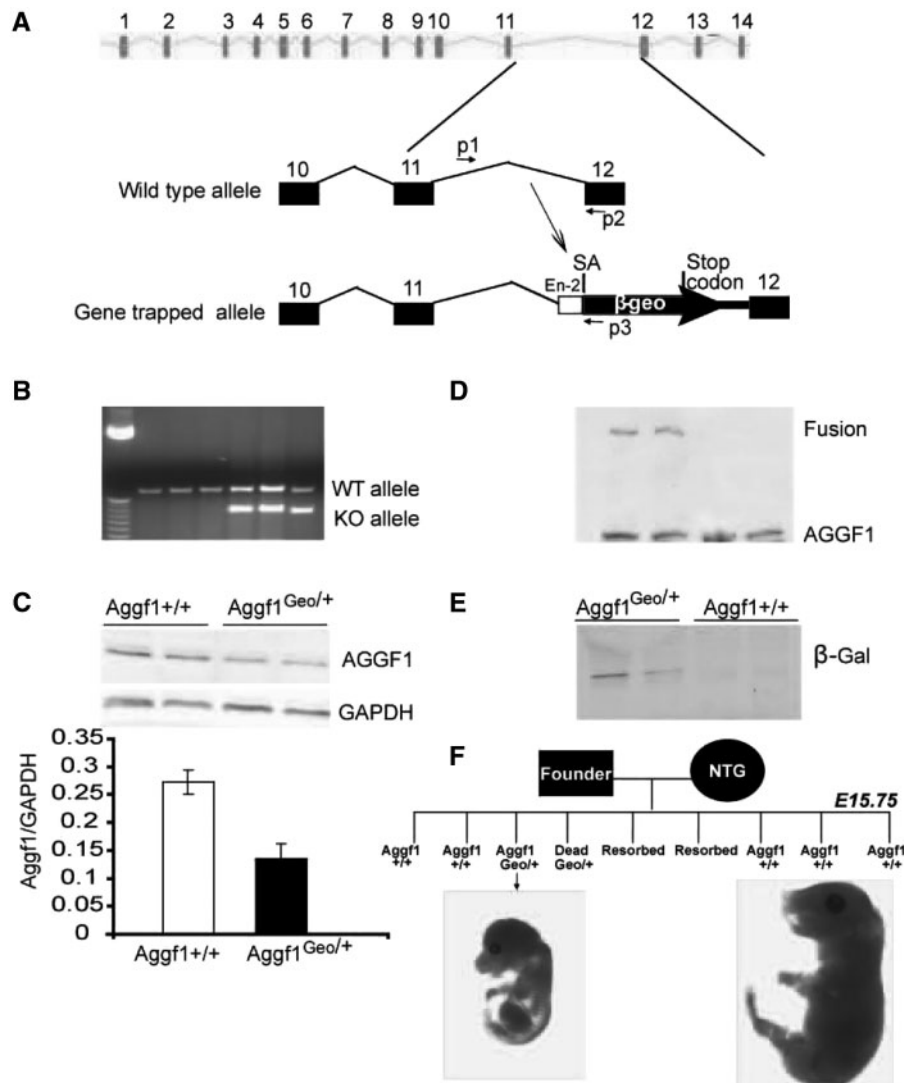 A
1 2 3 4 5 6 7 8 9 10 11 12 13 14
p1
10 11 12
Wild type allele
p2
SA
Stop
codon
En-2
10 11 12
Gene trapped allele
β-geo
p3
B
WT allele
KO allele
D
Fusion
AGGF1
C
Aggf1+/+ Aggf1Geo/+
AGGF1
GAPDH
0.35
0.3
0.25
0.2
0.15
0.1
0.05
0
Aggf1/GAPDH
Aggf1+/+ Aggf1Geo/+
E
Aggf1Geo/+ Aggf1+/+
β-Gal
F
Founder NTG
E15.75
Aggf1 Aggf1 Aggf1 Dead Resorbed Resorbed Aggf1 Aggf1 Aggf1
+/+ +/+ Geo/+ Geo/+ +/+ +/+ +/+